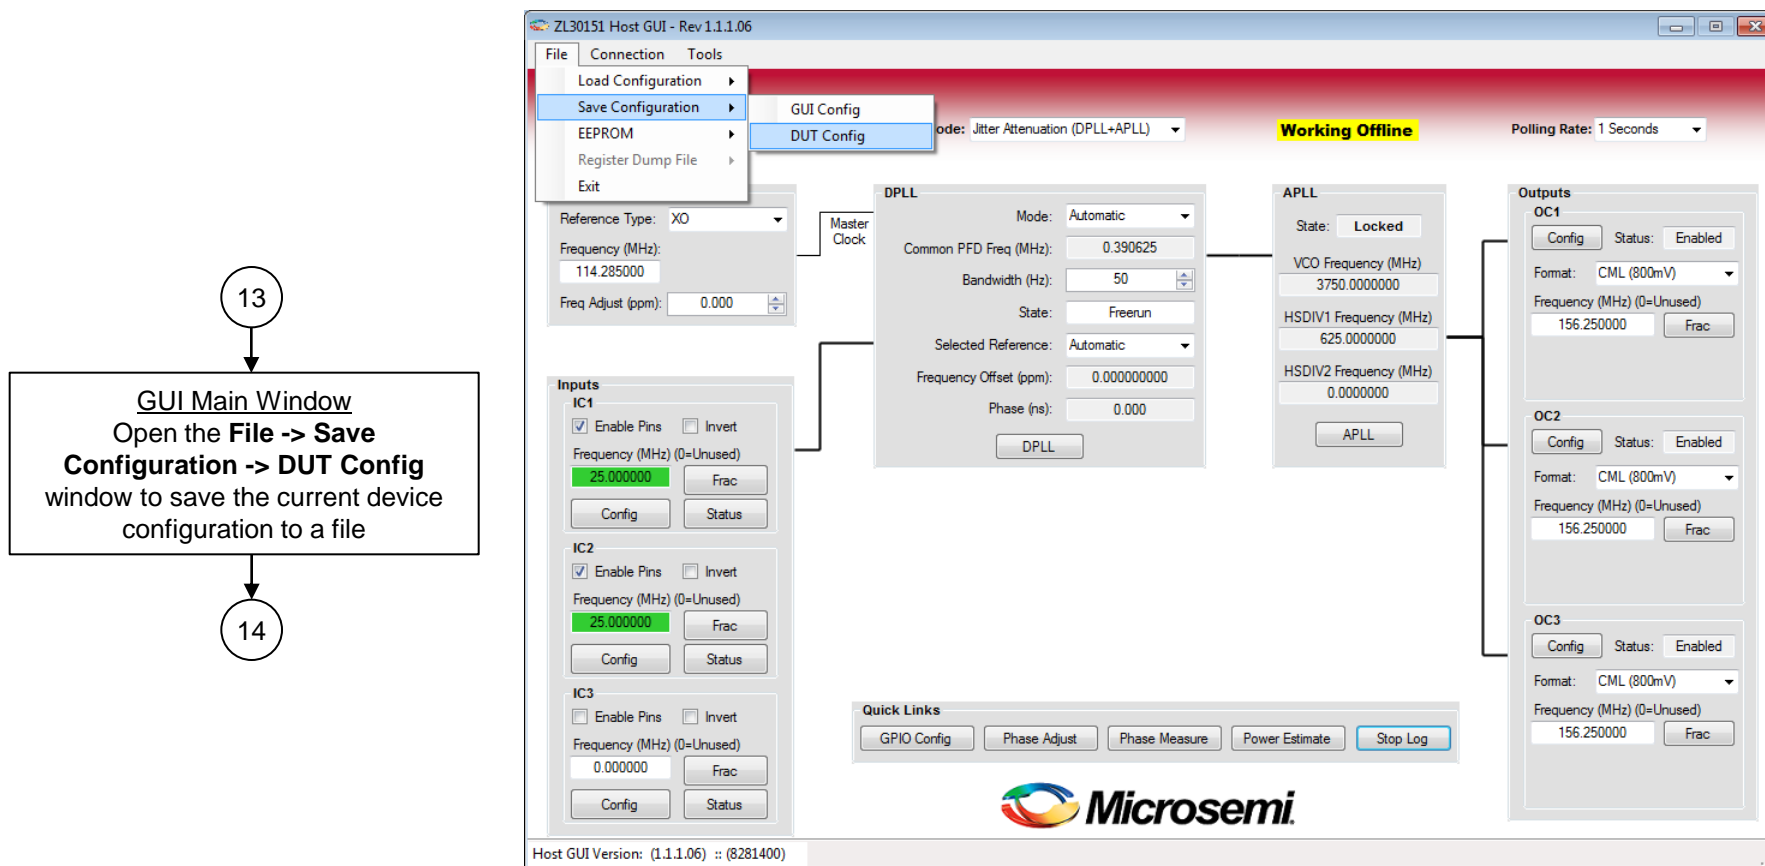 13
GUI Main Window
Open the File -> Save
Configuration -> DUT Config
window to save the current device
configuration to a file
14
ZL30151 Host GUI - Rev 1.1.1.06
File Connection Tools
Load Configuration
Save Configuration
EEPROM
Register Dump File
Exit
GUI Config
DUT Config
ode: Jitter Attenuation (DPLL+APLL)
Working Offline
Polling Rate: 1 Seconds
Reference Type: XO
Frequency (MHz):
114.285000
Freq Adjust (ppm): 0.000
Master
Clock
Inputs
IC1
Enable Pins Invert
Frequency (MHz) (0=Unused)
25.000000 Frac
Config Status
IC2
Enable Pins Invert
Frequency (MHz) (0=Unused)
25.000000 Frac
Config Status
IC3
Enable Pins Invert
Frequency (MHz) (0=Unused)
0.000000 Frac
Config Status
DPLL
Mode: Automatic
Common PFD Freq (MHz): 0.390625
Bandwidth (Hz): 50
State: Freerun
Selected Reference: Automatic
Frequency Offset (ppm): 0.000000000
Phase (ns): 0.000
DPLL
APLL
State: Locked
VCO Frequency (MHz)
3750.0000000
HSDIV1 Frequency (MHz)
625.0000000
HSDIV2 Frequency (MHz)
0.0000000
APLL
Outputs
OC1
Config Status: Enabled
Format: CML (800mV)
Frequency (MHz) (0=Unused)
156.250000 Frac
OC2
Config Status: Enabled
Format: CML (800mV)
Frequency (MHz) (0=Unused)
156.250000 Frac
OC3
Config Status: Enabled
Format: CML (800mV)
Frequency (MHz) (0=Unused)
156.250000 Frac
Quick Links
GPIO Config Phase Adjust Phase Measure Power Estimate Stop Log
Microsemi.
Host GUI Version: (1.1.1.06) :: (8281400)